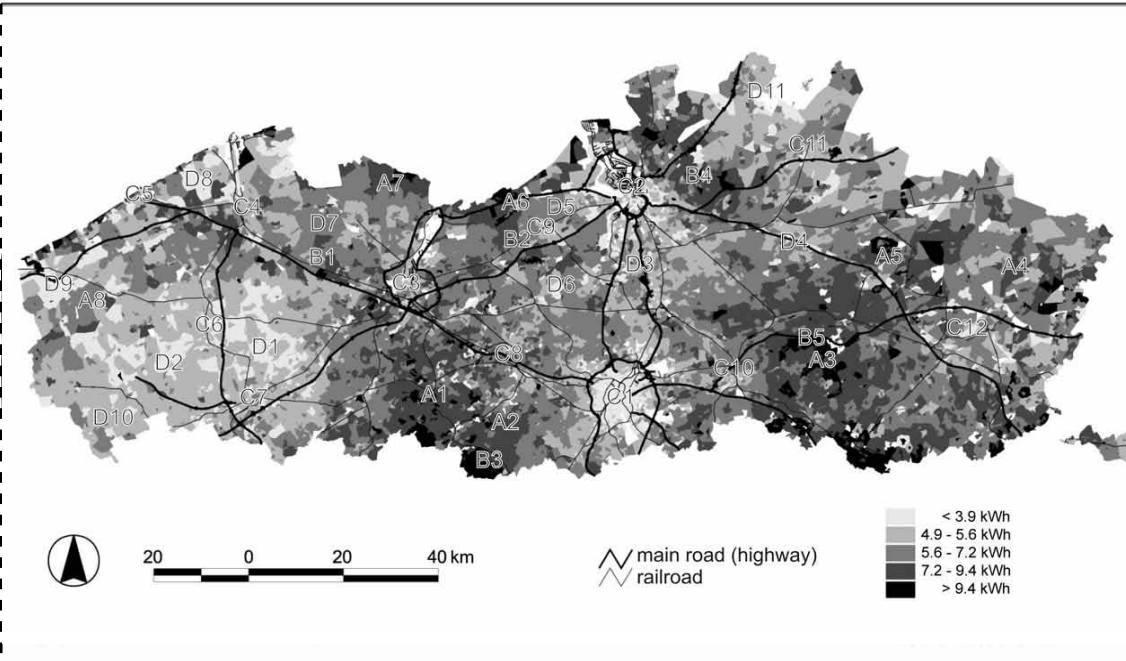 D11
C11
D8
A7
B4
C2
C5
C4
A6
D5
D7
C9
B2
D4
B1
A5
D3
A4
C3
D6
D9
A8
C6
C12
B5
D1
C8
A3
D2
C10
C7
A1
C1
D10
A2
B3
< 3.9 kWh
4.9 - 5.6 kWh
5.6 - 7.2 kWh
7.2 - 9.4 kWh
> 9.4 kWh
20 0 20 40 km
main road (highway)
railroad